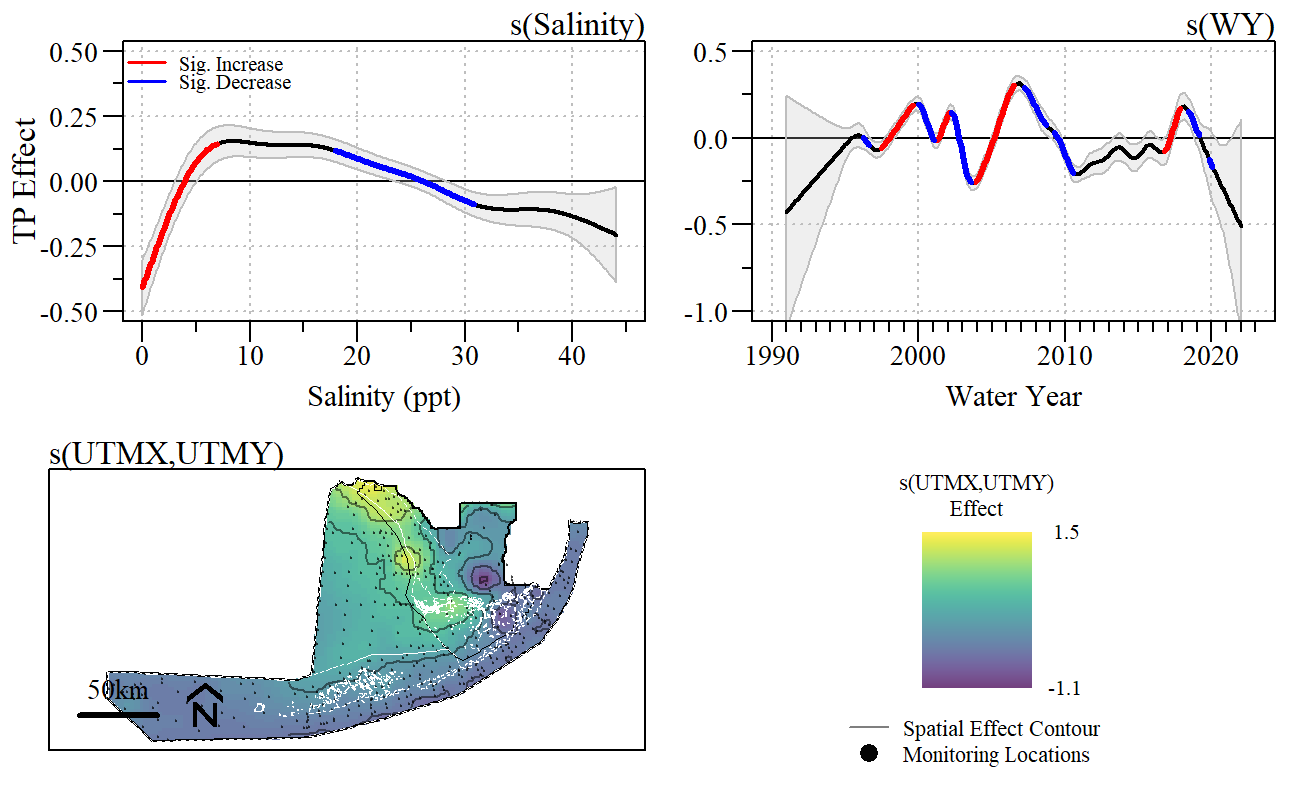 s(Salinity)
0.50
0.25
0.00
-0.25
-0.50
TP Effect
Sig. Increase
Sig. Decrease
0 10 20 30 40
Salinity (ppt)
s(WY)
0.5
0.0
-0.5
-1.0
1990 2000 2010 2020
Water Year
s(UTMX,UTMY)
50km
N
s(UTMX,UTMY)
Effect
1.5
-1.1
Spatial Effect Contour
Monitoring Locations